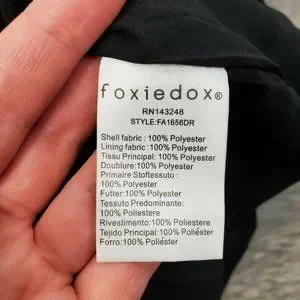 foxiedox®
RN143248
STYLE:FA1656DR
Shell fabric : 100% Polyester
Lining fabric : 100% Polyester
Tissu Principal: 100% Polyester
Doublure: 100% Polyester
Primaire Stoffestuso :
100% Polyester
Futter: 100% Polyester
Tessuto Predominante:
100% Poliestere
Rivestimento: 100% Poliestere
Tejido Principal: 100% Poliéster
Forro: 100% Poliéster